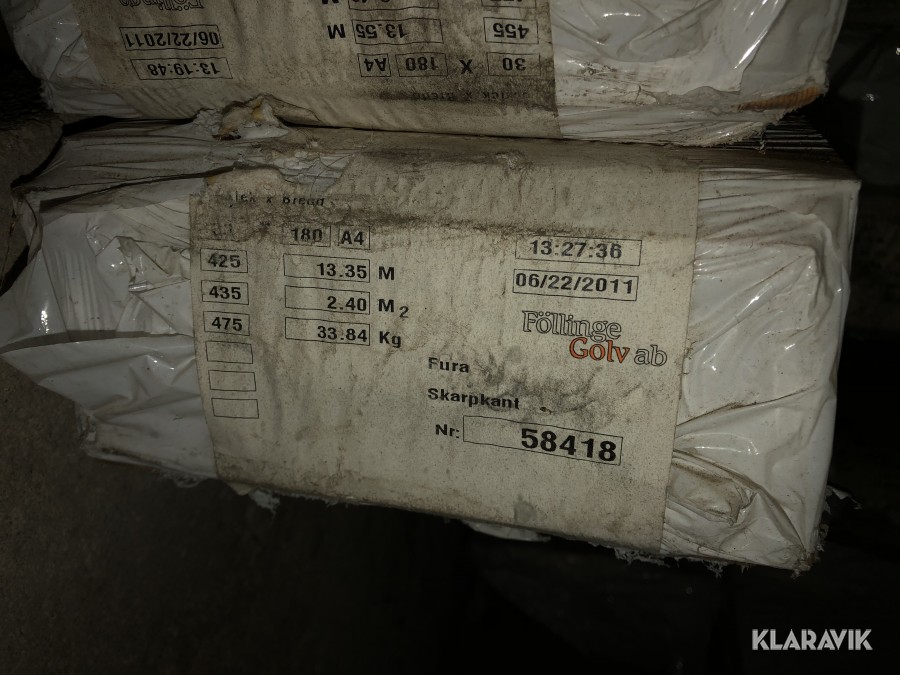 13:19:48
180 A4
30 X
06/22/2011
13.55 M
455
Föllinge
x Bredd
180 A4
425
13.35 M
435
2.40 M2
475
33.84 Kg
13:27:36
06/22/2011
Föllinge
Golv ab
Fura
Skarpkant
Nr: 58418
KLARAVIK